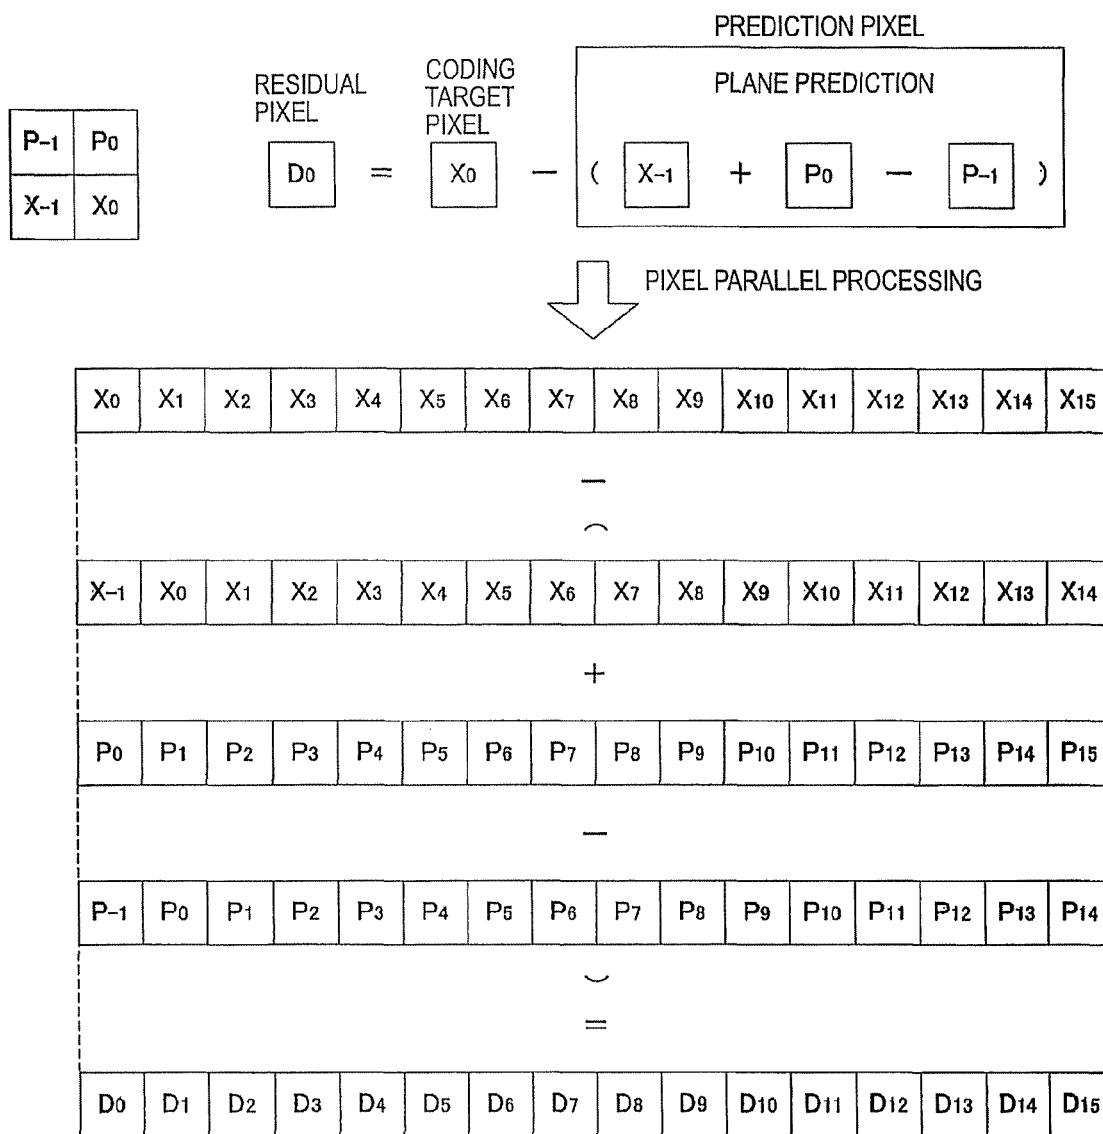 PREDICTION PIXEL
RESIDUAL PIXEL
CODING TARGET PIXEL
PLANE PREDICTION
P-1 P0
X-1 X0
D0 = X0 - ( X-1 + P0 - P-1 )
PIXEL PARALLEL PROCESSING
X0 X1 X2 X3 X4 X5 X6 X7 X8 X9 X10 X11 X12 X13 X14 X15
-
(
X-1 X0 X1 X2 X3 X4 X5 X6 X7 X8 X9 X10 X11 X12 X13 X14
+
P0 P1 P2 P3 P4 P5 P6 P7 P8 P9 P10 P11 P12 P13 P14 P15
-
P-1 P0 P1 P2 P3 P4 P5 P6 P7 P8 P9 P10 P11 P12 P13 P14
)
=
D0 D1 D2 D3 D4 D5 D6 D7 D8 D9 D10 D11 D12 D13 D14 D15